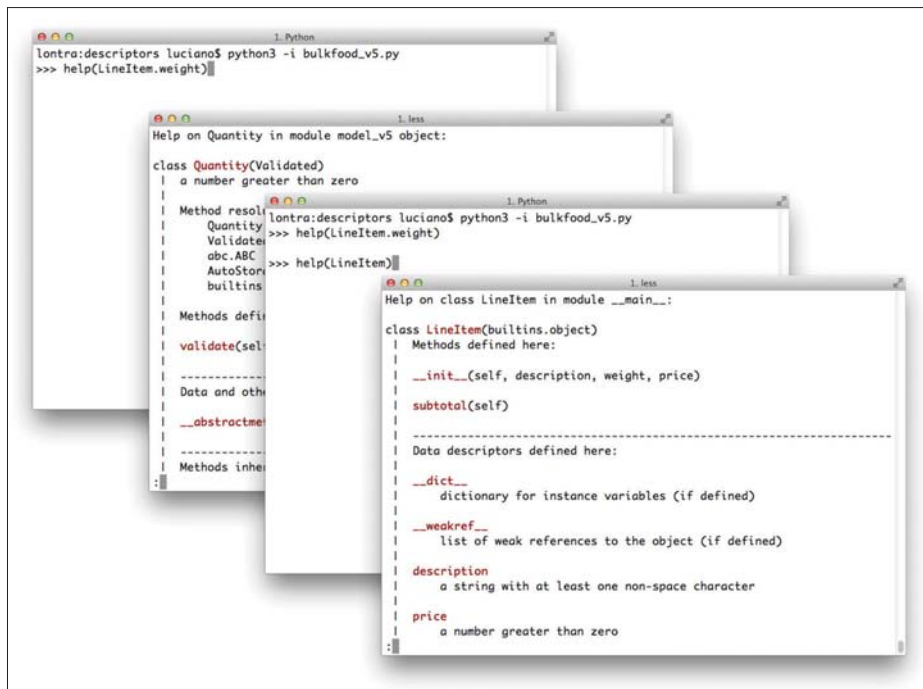 1. Python
lontra:descriptors luciano$ python3 -i bulkfood_v5.py
>>> help(LineItem.weight)
1. less
Help on Quantity in module model_v5 object:
class Quantity(Validated)
 |  a number greater than zero
 |
 |  Method resol
 |      Quantity
 |      Validated
 |      abc.ABC
 |      AutoStora
 |      builtins
 |
 |  Methods defi
 |
 |  validate(sel
 |
 |  ------------
 |  Data and oth
 |
 |  __abstractme
 |
 |  ------------
 |  Methods inhe
:
1. Python
lontra:descriptors luciano$ python3 -i bulkfood_v5.py
>>> help(LineItem.weight)
>>> help(LineItem)
1. less
Help on class LineItem in module __main__:
class LineItem(builtins.object)
 |  Methods defined here:
 |
 |  __init__(self, description, weight, price)
 |
 |  subtotal(self)
 |
 |  ----------------------------------------------------------------------
 |  Data descriptors defined here:
 |
 |  __dict__
 |      dictionary for instance variables (if defined)
 |
 |  __weakref__
 |      list of weak references to the object (if defined)
 |
 |  description
 |      a string with at least one non-space character
 |
 |  price
 |      a number greater than zero
: